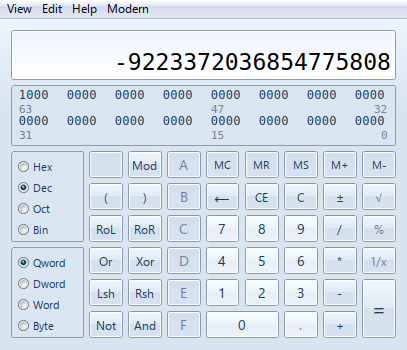 View Edit Help Modern
-9223372036854775808
1000 0000 0000 0000 0000 0000 0000 0000
63 47 32
0000 0000 0000 0000 0000 0000 0000 0000
31 15 0
Hex Mod A MC MR MS M+ M-
Dec ( ) B ← CE C ± √
Oct RoL RoR C 7 8 9 / %
Bin
Qword Or Xor D 4 5 6 * 1/x
Dword Lsh Rsh E 1 2 3 - =
Word
Byte Not And F 0 . +